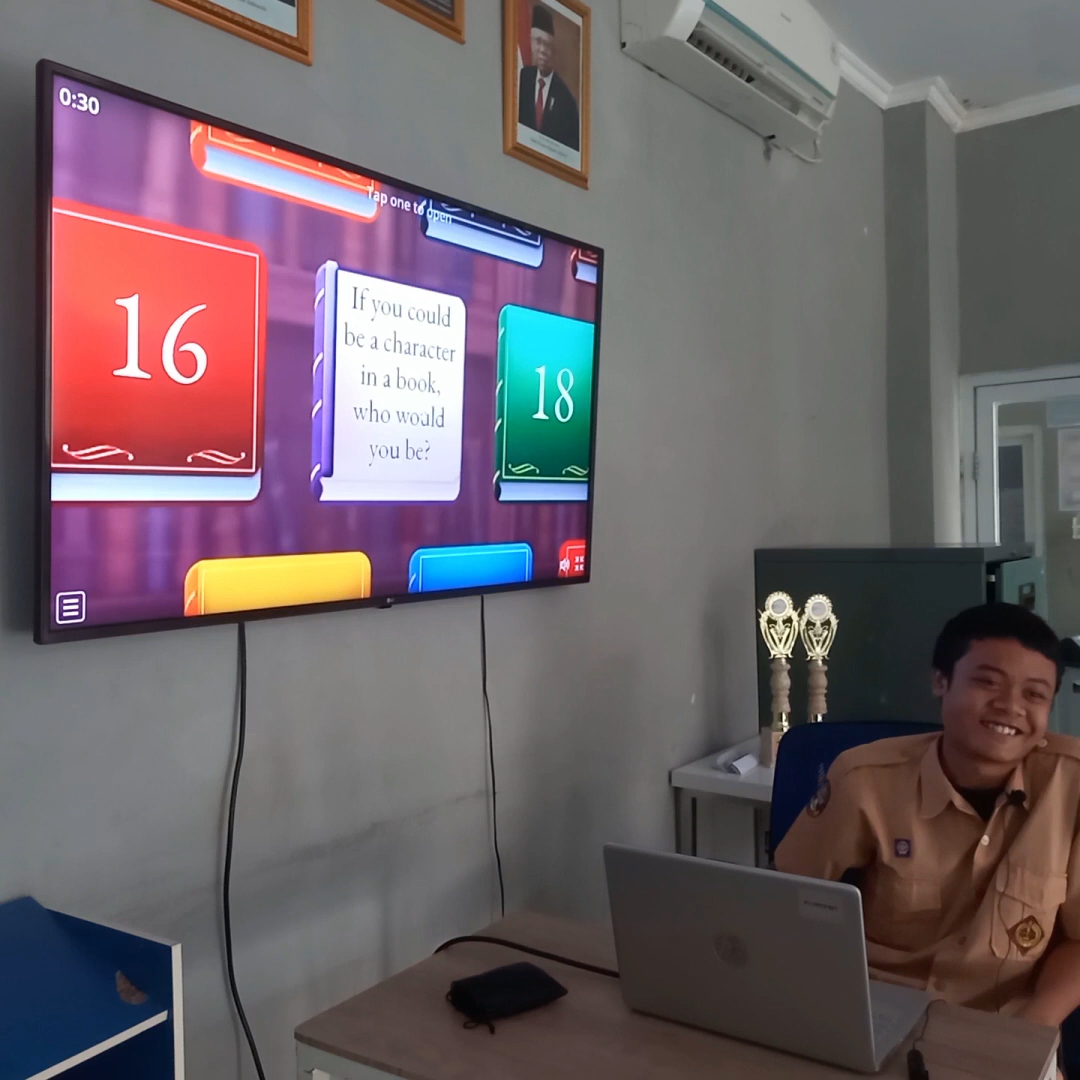 0:30
Tap one to open
16
If you could
be a character
in a book,
who would
you be?
18